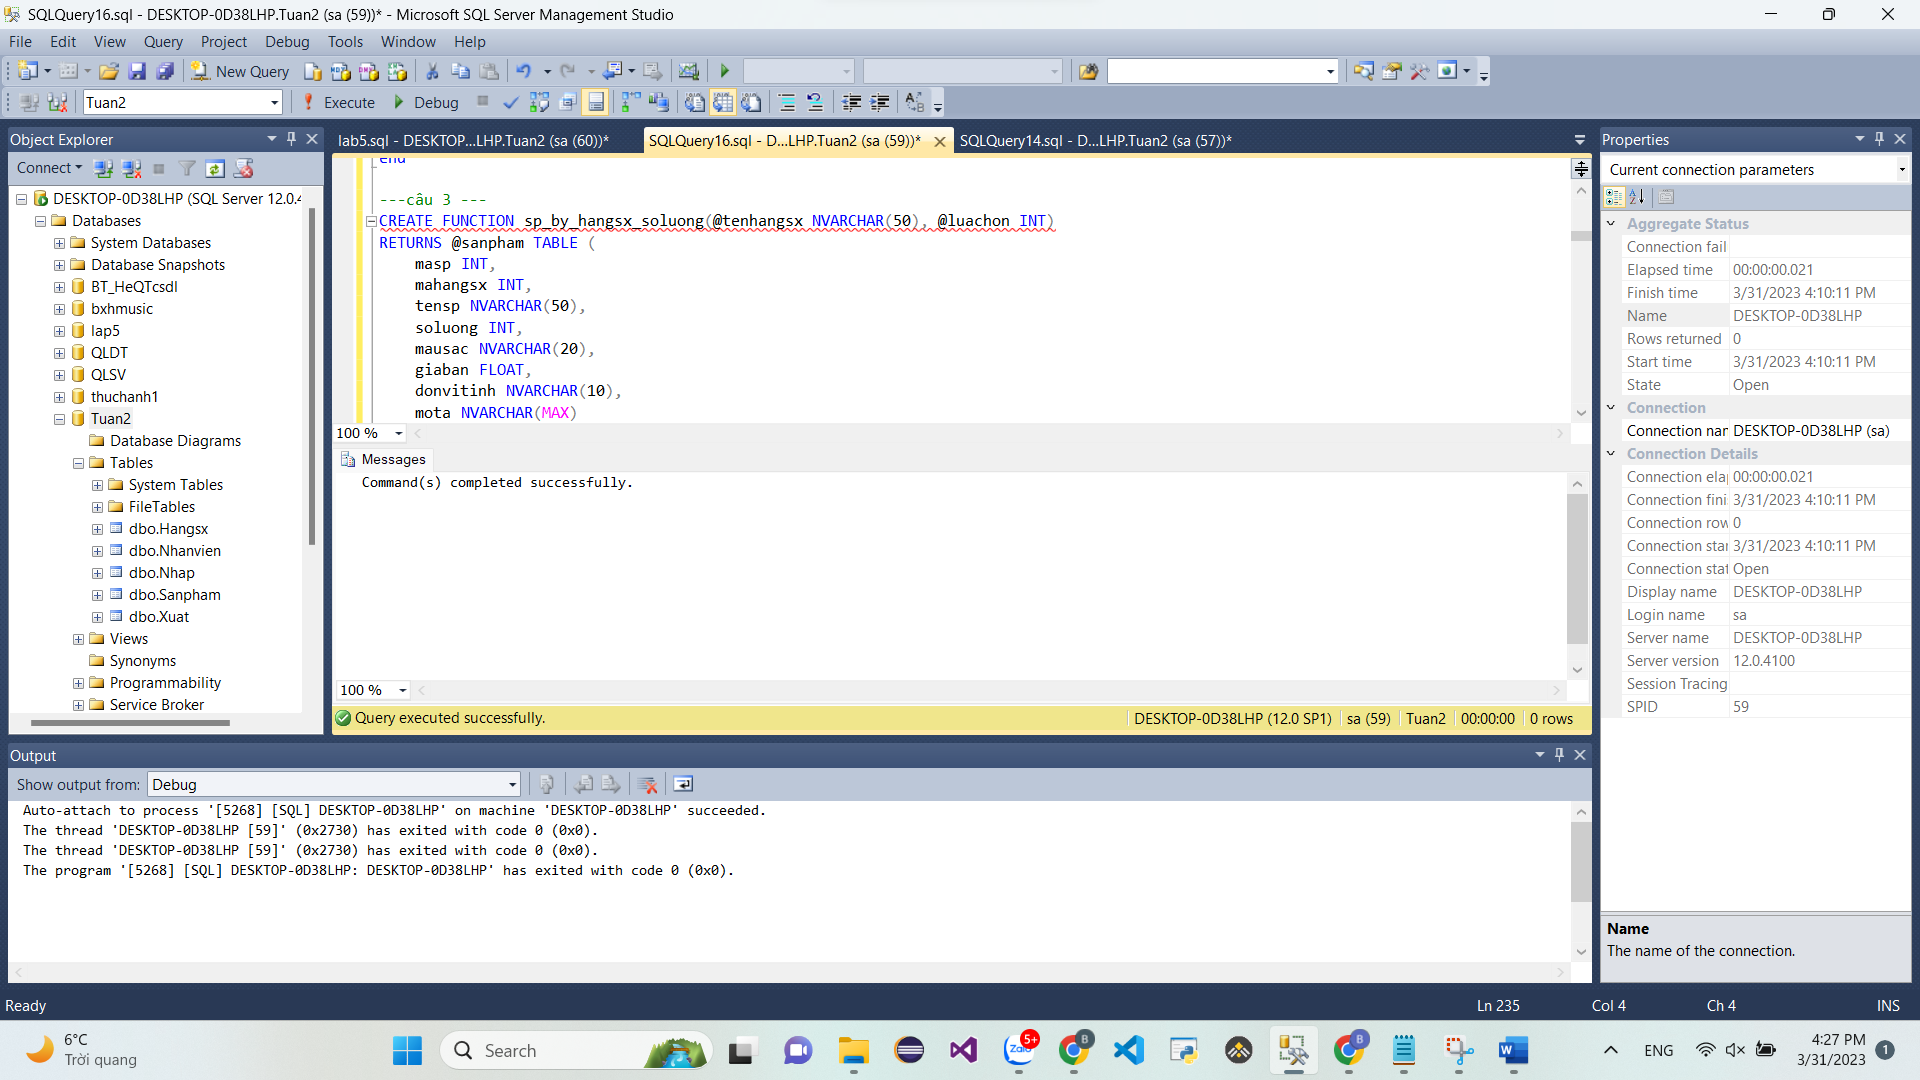 SQLQuery16.sql - DESKTOP-0D38LHP.Tuan2 (sa (59))* - Microsoft SQL Server Management Studio
File Edit View Query Project Debug Tools Window Help
New Query
Tuan2 Execute Debug
Object Explorer
Connect
DESKTOP-0D38LHP (SQL Server 12.0.4
Databases
System Databases
Database Snapshots
BT_HeQTcsdl
bxhmusic
lap5
QLDT
QLSV
thuchanh1
Tuan2
Database Diagrams
Tables
System Tables
FileTables
dbo.Hangsx
dbo.Nhanvien
dbo.Nhap
dbo.Sanpham
dbo.Xuat
Views
Synonyms
Programmability
Service Broker
lab5.sql - DESKTOP...LHP.Tuan2 (sa (60))* SQLQuery16.sql - D...LHP.Tuan2 (sa (59))* SQLQuery14.sql - D...LHP.Tuan2 (sa (57))*
end
---câu 3 ---
CREATE FUNCTION sp_by_hangsx_soluong(@tenhangsx NVARCHAR(50), @luachon INT)
RETURNS @sanpham TABLE (
masp INT,
mahangsx INT,
tensp NVARCHAR(50),
soluong INT,
mausac NVARCHAR(20),
giaban FLOAT,
donvitinh NVARCHAR(10),
mota NVARCHAR(MAX)
100 %
Messages
Command(s) completed successfully.
100 %
Query executed successfully. DESKTOP-0D38LHP (12.0 SP1) sa (59) Tuan2 00:00:00 0 rows
Properties
Current connection parameters
Aggregate Status
Connection fail
Elapsed time 00:00:00.021
Finish time 3/31/2023 4:10:11 PM
Name DESKTOP-0D38LHP
Rows returned 0
Start time 3/31/2023 4:10:11 PM
State Open
Connection
Connection nar DESKTOP-0D38LHP (sa)
Connection Details
Connection ela 00:00:00.021
Connection fini 3/31/2023 4:10:11 PM
Connection row 0
Connection star 3/31/2023 4:10:11 PM
Connection stat Open
Display name DESKTOP-0D38LHP
Login name sa
Server name DESKTOP-0D38LHP
Server version 12.0.4100
Session Tracing
SPID 59
Name
The name of the connection.
Output
Show output from: Debug
Auto-attach to process '[5268] [SQL] DESKTOP-0D38LHP' on machine 'DESKTOP-0D38LHP' succeeded.
The thread 'DESKTOP-0D38LHP [59]' (0x2730) has exited with code 0 (0x0).
The thread 'DESKTOP-0D38LHP [59]' (0x2730) has exited with code 0 (0x0).
The program '[5268] [SQL] DESKTOP-0D38LHP: DESKTOP-0D38LHP' has exited with code 0 (0x0).
Ready Ln 235 Col 4 Ch 4 INS
6°C
Trời quang
Search
Zalo
5+
B
B
ENG
4:27 PM
3/31/2023
1